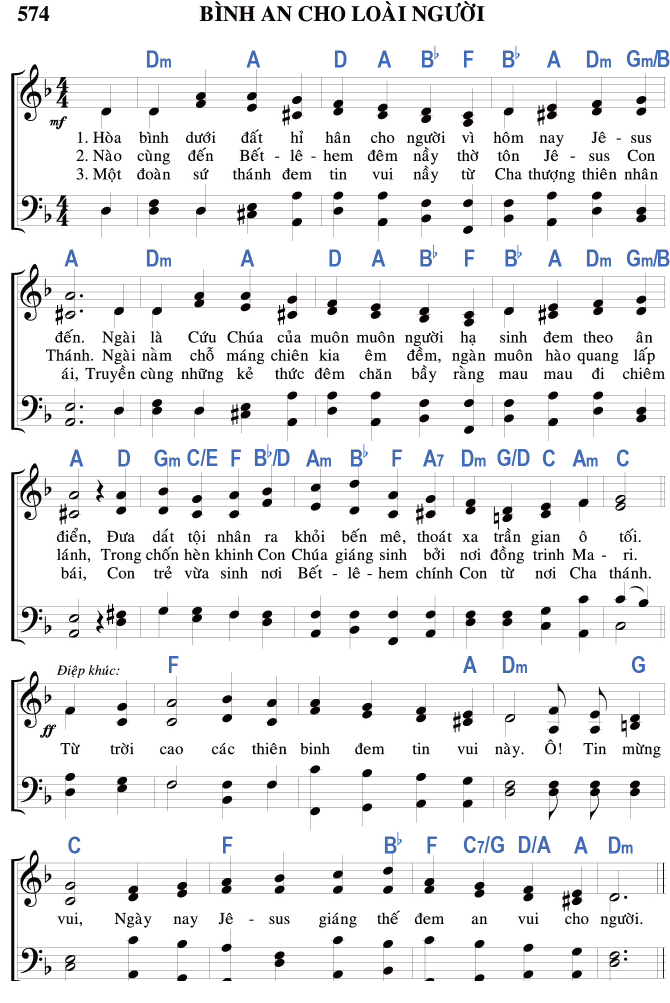 574 BÌNH AN CHO LOÀI NGƯỜI
Dm A D A B♭ F B♭ A Dm Gm/B
4 4
mf
1. Hòa bình dưới đất hỉ hân cho người vì hôm nay Jê - sus
2. Nào cùng đến Bết - lê - hem đêm nầy thờ tôn Jê - sus Con
3. Một đoàn sứ thánh đem tin vui nầy từ Cha thượng thiên nhân
4 4
A Dm A D A B♭ F B♭ A Dm Gm/B
đến. Ngài là Cứu Chúa của muôn muôn người hạ sinh đem theo ân
Thánh. Ngài nằm chỗ máng chiên kia êm đềm, ngàn muôn hào quang lấp
ái, Truyền cùng những kẻ thức đêm chăn bầy rằng mau mau đi chiêm
A D Gm C/E F B♭/D Am B♭ F A7 Dm G/D C Am C
điển, Đưa dắt tội nhân ra khỏi bến mê, thoát xa trần gian ô tối.
lánh, Trong chốn hèn khinh Con Chúa giáng sinh bởi nơi đồng trinh Ma - ri.
bái, Con trẻ vừa sinh nơi Bết - lê - hem chính Con từ nơi Cha thánh.
Điệp khúc: F A Dm G
ff
Từ trời cao các thiên binh đem tin vui này. Ô! Tin mừng
C F B♭ F C7/G D/A A Dm
vui, Ngày nay Jê - sus giáng thế đem an vui cho người.